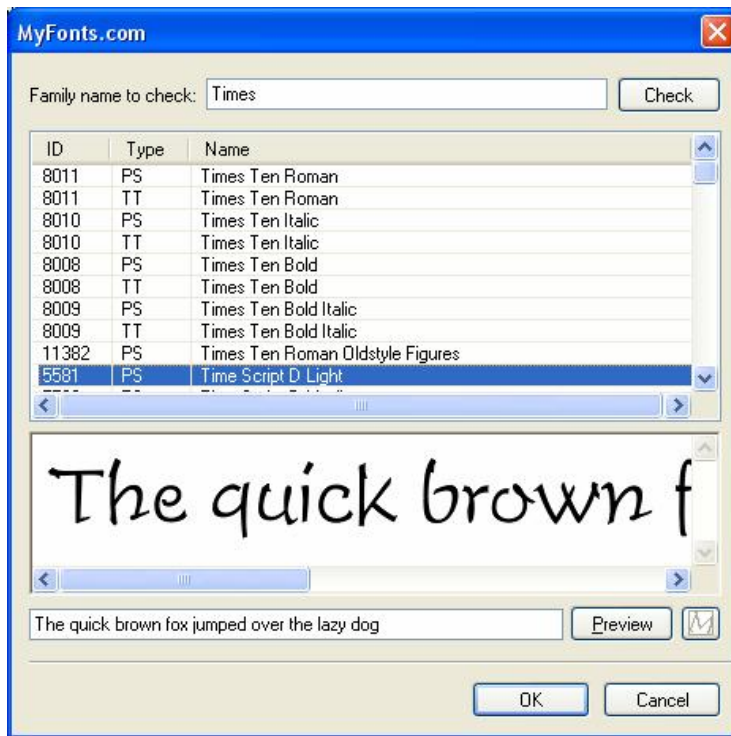 MyFonts.com
Family name to check: Times Check
ID Type Name
8011 PS Times Ten Roman
8011 TT Times Ten Roman
8010 PS Times Ten Italic
8010 TT Times Ten Italic
8008 PS Times Ten Bold
8008 TT Times Ten Bold
8009 PS Times Ten Bold Italic
8009 TT Times Ten Bold Italic
11382 PS Times Ten Roman Oldstyle Figures
5581 PS Time Script D Light
The quick brown f
The quick brown fox jumped over the lazy dog Preview
OK Cancel